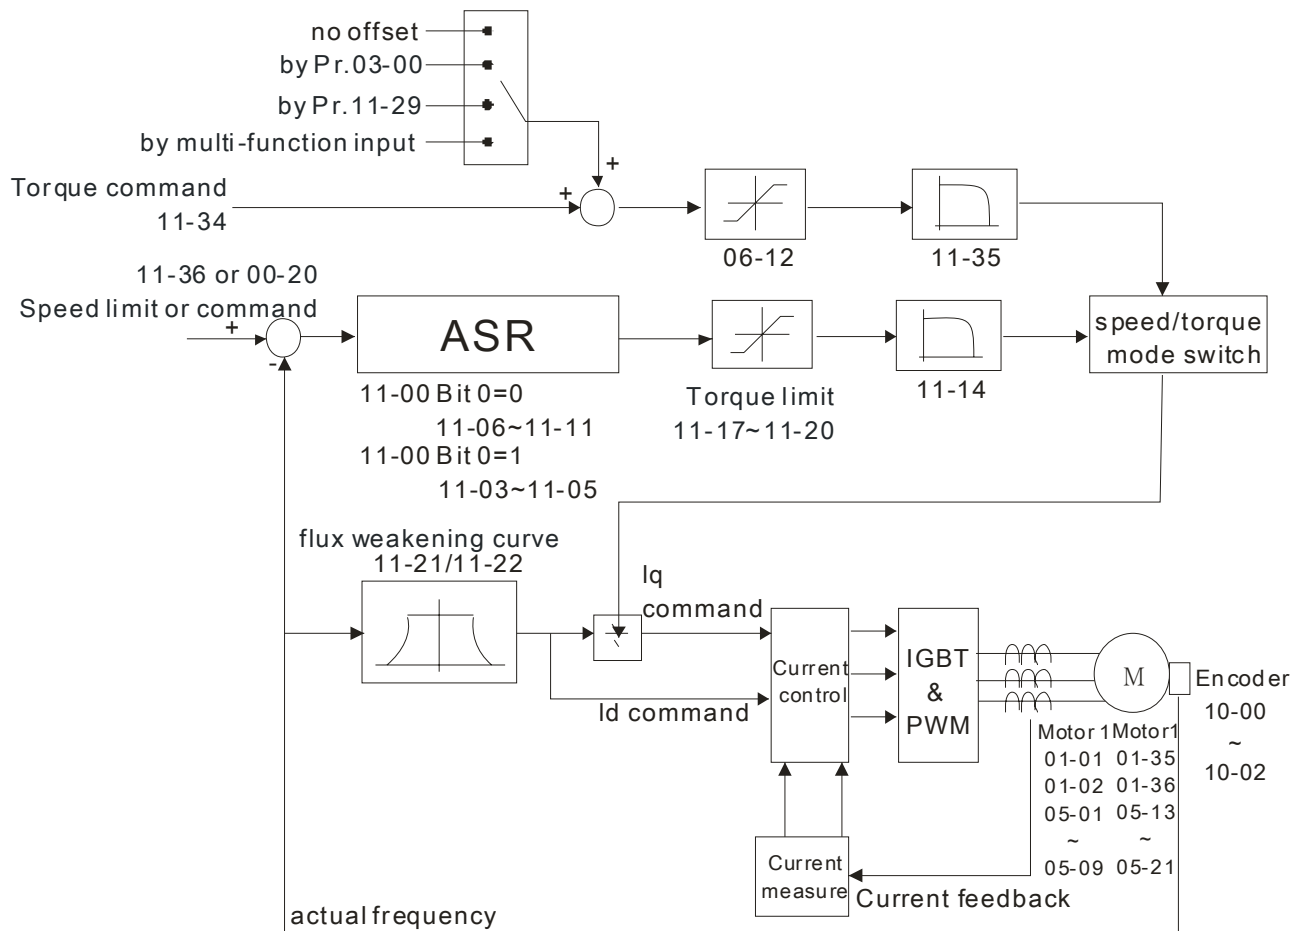 no offset
by Pr.03-00
by Pr.11-29
by multi-function input
+
Torque command
+
11-34
06-12
11-35
11-36 or 00-20
Speed limit or command
+
-
ASR
speed/torque
mode switch
11-00 Bit 0=0
11-06~11-11
11-00 Bit 0=1
11-03~11-05
Torque limit
11-17~11-20
11-14
flux weakening curve
11-21/11-22
Iq
command
Id command
Current
control
IGBT
&
PWM
M
Encoder
10-00
~
10-02
Motor 1 Motor1
01-01 01-35
01-02 01-36
05-01 05-13
~ ~
05-09 05-21
Current
measure
Current feedback
actual frequency